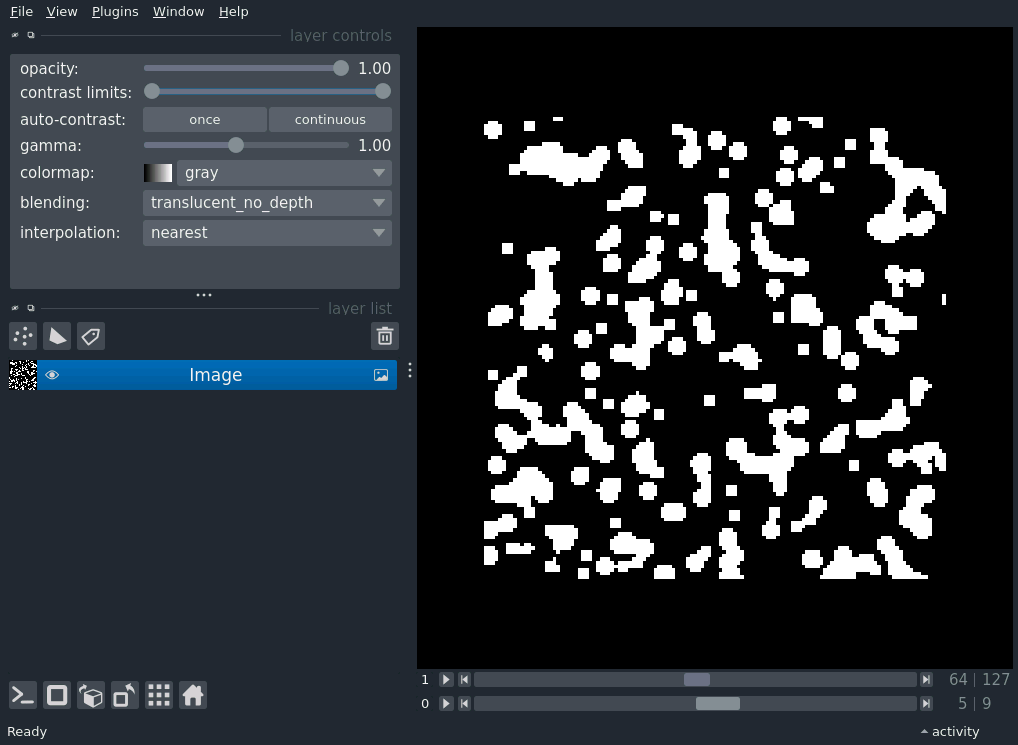 File View Plugins Window Help
layer controls
opacity: 1.00
contrast limits:
auto-contrast: once continuous
gamma: 1.00
colormap: gray
blending: translucent_no_depth
interpolation: nearest
layer list
Image
1 64 | 127
0 5 | 9
Ready activity